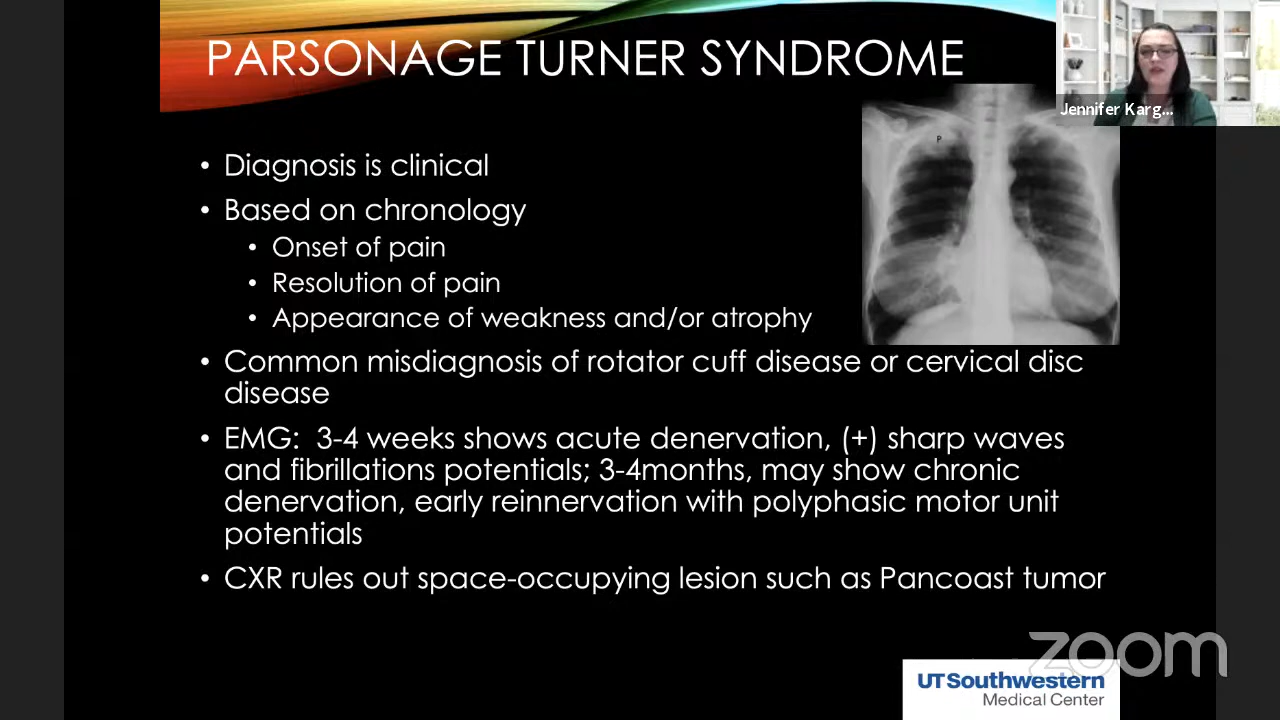 PARSONAGE TURNER SYNDROME
Jennifer Karg...
P
• Diagnosis is clinical
• Based on chronology
• Onset of pain
• Resolution of pain
• Appearance of weakness and/or atrophy
• Common misdiagnosis of rotator cuff disease or cervical disc
disease
• EMG:  3-4 weeks shows acute denervation, (+) sharp waves
and fibrillations potentials; 3-4months, may show chronic
denervation, early reinnervation with polyphasic motor unit
potentials
• CXR rules out space-occupying lesion such as Pancoast tumor
zoom
UTSouthwestern
Medical Center